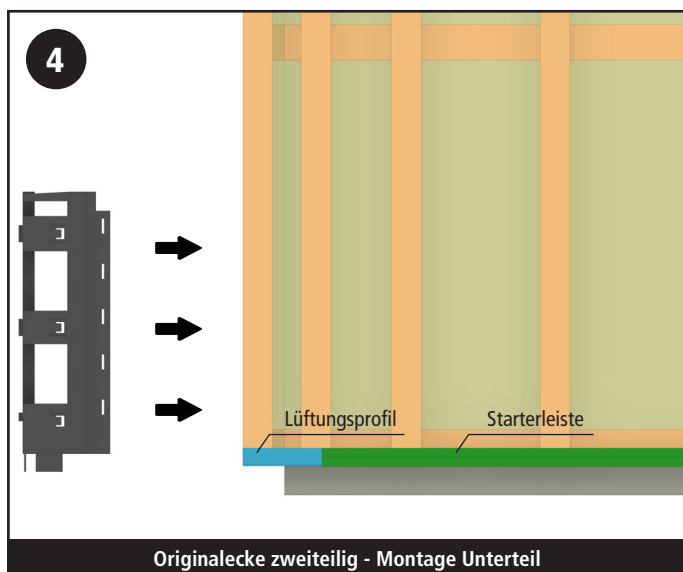 4
Lüftungsprofil
Starterleiste
Originalecke zweiteilig - Montage Unterteil